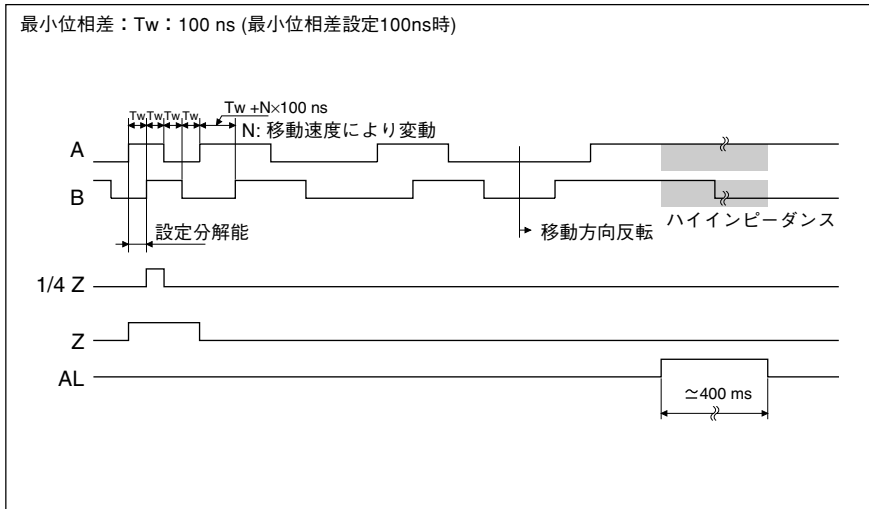 最小位相差：Tw：100 ns (最小位相差設定100ns時)
Tw Tw Tw Tw
Tw +N×100 ns
N: 移動速度により変動
A
B
設定分解能
移動方向反転
ハイインピーダンス
1/4 Z
Z
AL
≃400 ms